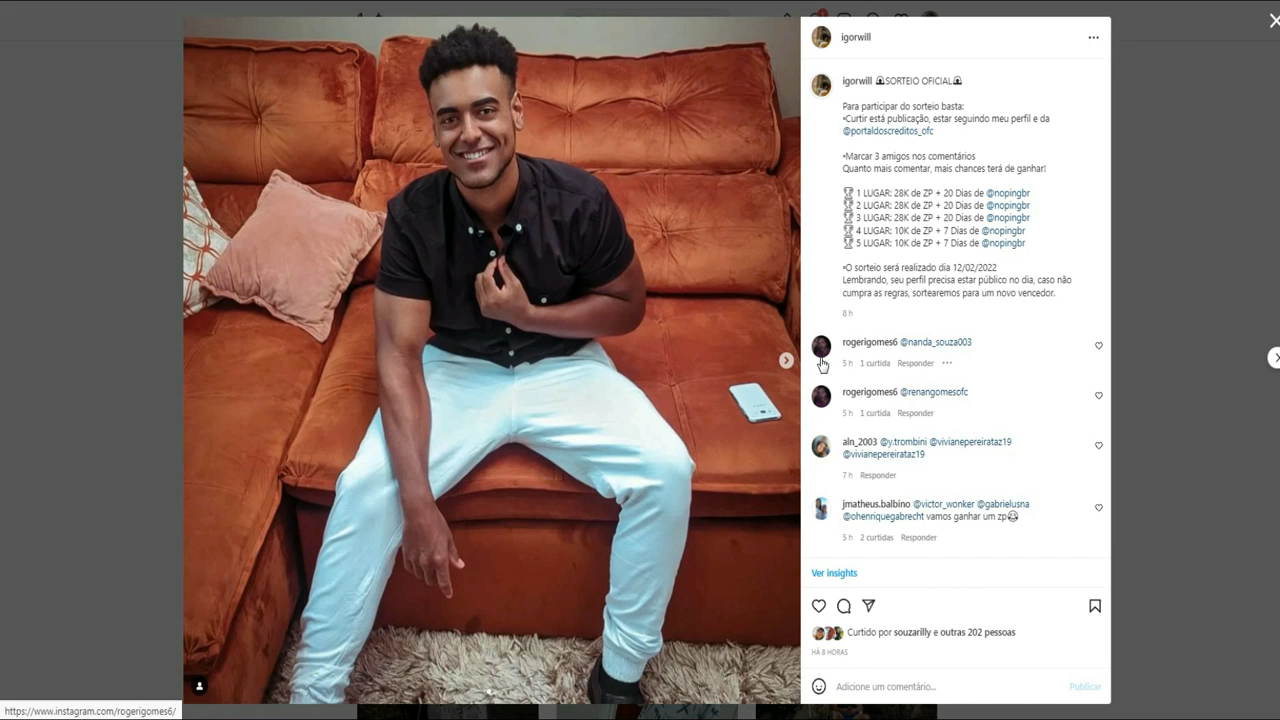 igorwill
igorwill SORTEIO OFICIAL
Para participar do sorteio basta:
•Curtir está publicação, estar seguindo meu perfil e da
@portaldoscreditos_ofc
•Marcar 3 amigos nos comentários
Quanto mais comentar, mais chances terá de ganhar!
1 LUGAR: 28K de ZP + 20 Dias de @nopingbr
2 LUGAR: 28K de ZP + 20 Dias de @nopingbr
3 LUGAR: 28K de ZP + 20 Dias de @nopingbr
4 LUGAR: 10K de ZP + 7 Dias de @nopingbr
5 LUGAR: 10K de ZP + 7 Dias de @nopingbr
•O sorteio será realizado dia 12/02/2022
Lembrando, seu perfil precisa estar público no dia, caso não
cumpra as regras, sortearemos para um novo vencedor.
8 h
rogerigomes6 @nanda_souza003
5 h 1 curtida Responder
rogerigomes6 @renangomesofc
5 h 1 curtida Responder
aln_2003 @y.trombini @vivianepereirataz19
@vivianepereirataz19
7 h Responder
jmatheus.balbino @victor_wonker @gabrielusna
@ohenriquegabrecht vamos ganhar um zp
5 h 2 curtidas Responder
Ver insights
Curtido por souzarilly e outras 202 pessoas
HÁ 8 HORAS
Adicione um comentário... Publicar
https://www.instagram.com/rogerigomes6/